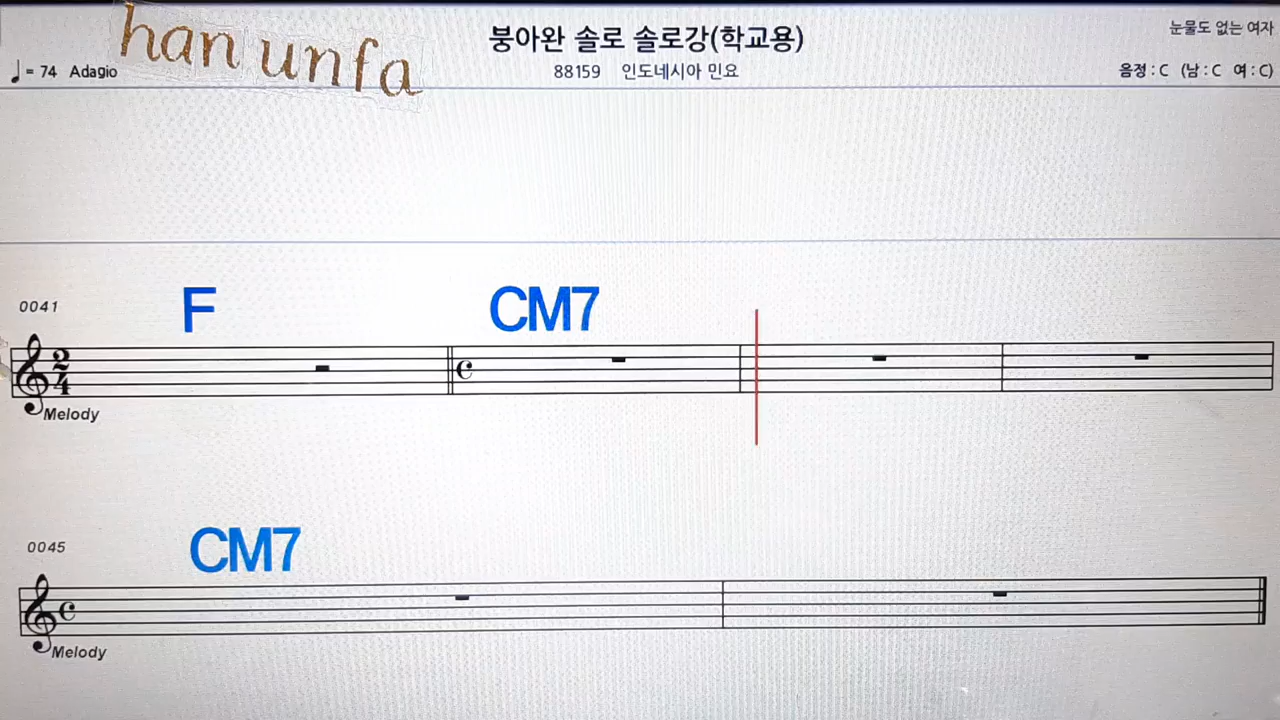 han unfa
붕아완 솔로 솔로강(학교용)
눈물도 없는 여자
♩= 74 Adagio
88159 인도네시아 민요
음정 : C (남 : C 여 : C)
0041
F CM7
2
4
Melody
0045
CM7
Melody